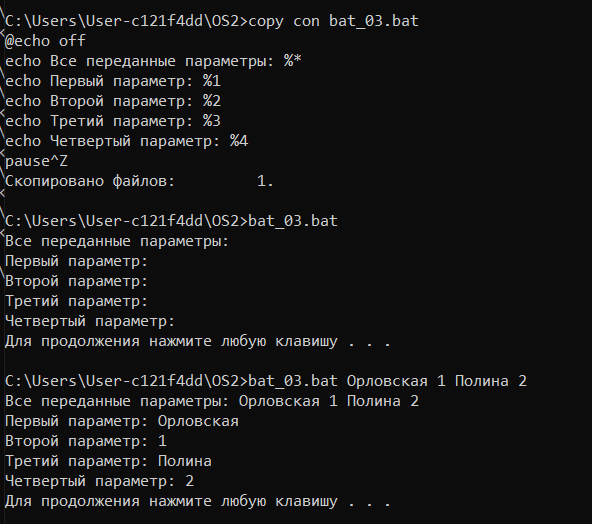 C:\Users\User-c121f4dd\OS2>copy con bat_03.bat
@echo off
echo Все переданные параметры: %*
echo Первый параметр: %1
echo Второй параметр: %2
echo Третий параметр: %3
echo Четвертый параметр: %4
pause^Z
Скопировано файлов:         1.
C:\Users\User-c121f4dd\OS2>bat_03.bat
Все переданные параметры:
Первый параметр:
Второй параметр:
Третий параметр:
Четвертый параметр:
Для продолжения нажмите любую клавишу . . .
C:\Users\User-c121f4dd\OS2>bat_03.bat Орловская 1 Полина 2
Все переданные параметры: Орловская 1 Полина 2
Первый параметр: Орловская
Второй параметр: 1
Третий параметр: Полина
Четвертый параметр: 2
Для продолжения нажмите любую клавишу . . .